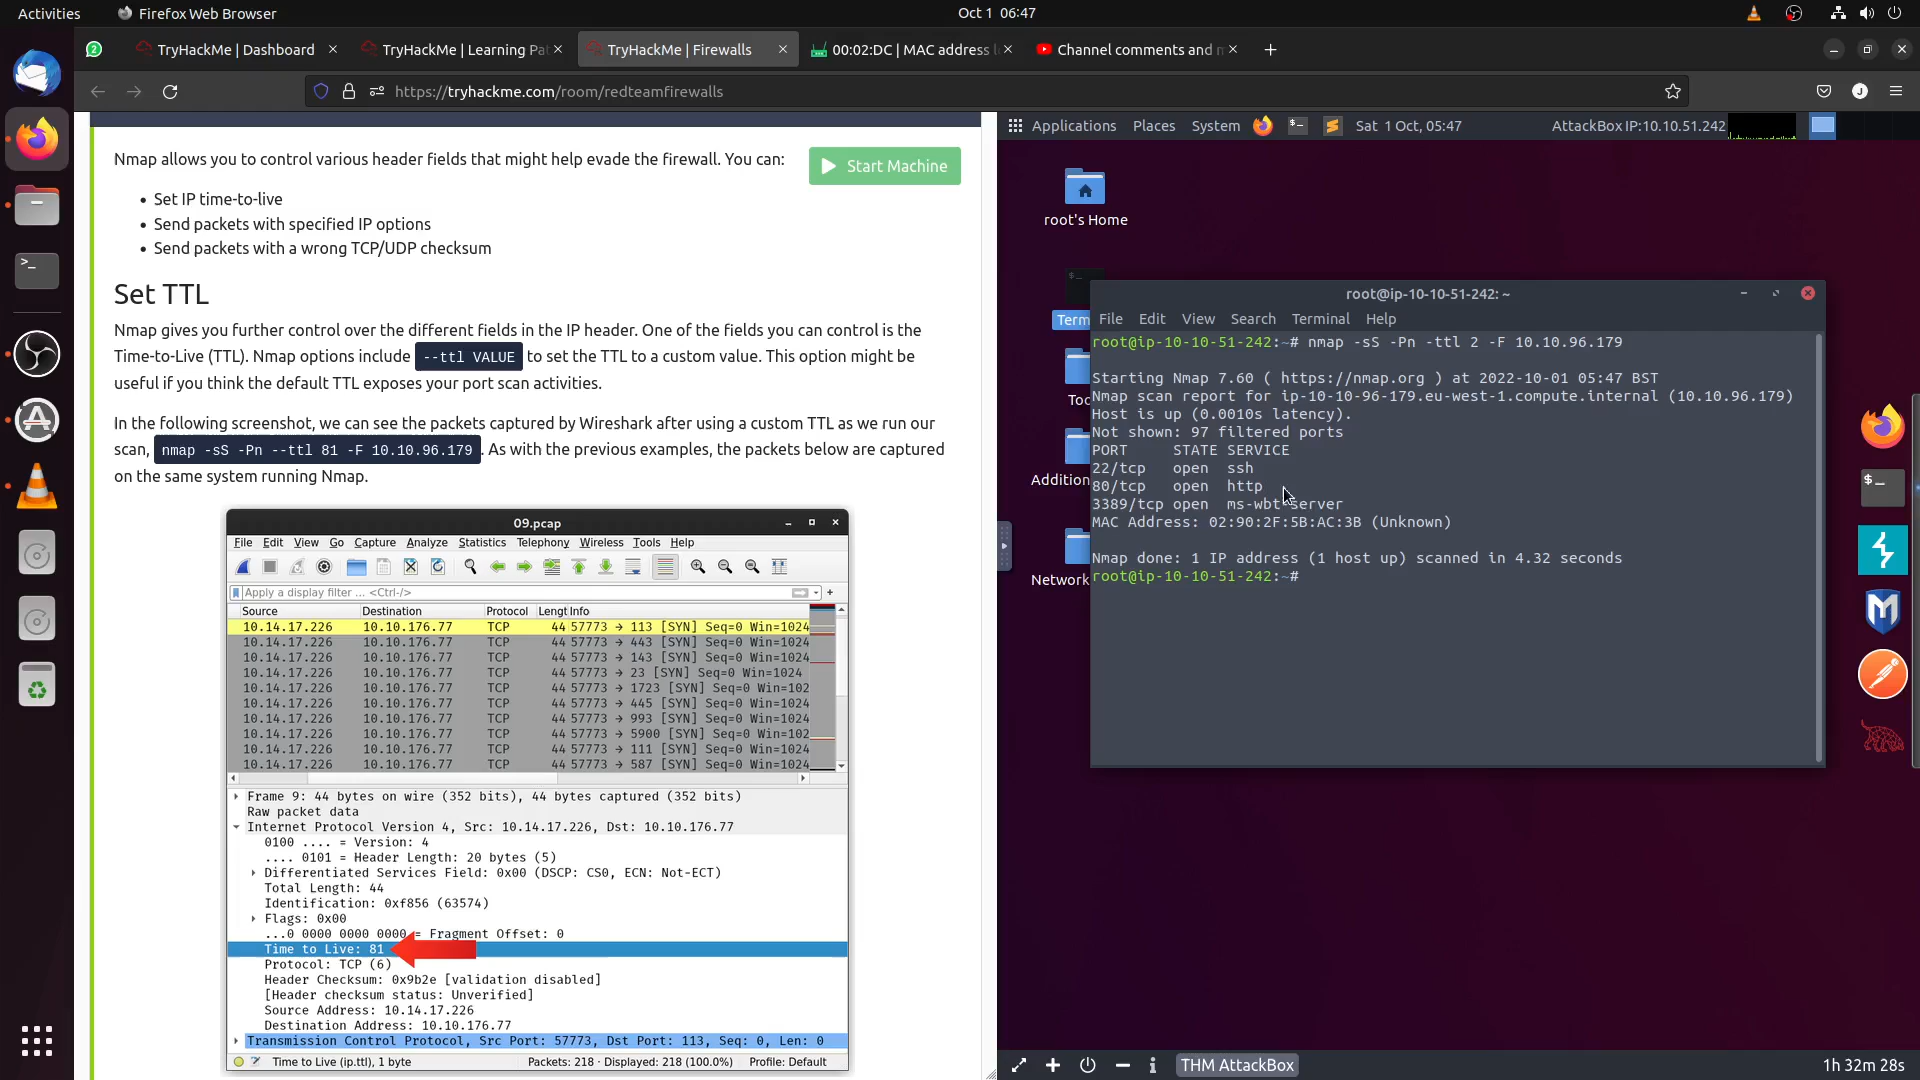 Activities
Firefox Web Browser
Oct 1 06:47
TryHackMe | Dashboard
TryHackMe | Learning Pat
TryHackMe | Firewalls
00:02:DC | MAC address l
Channel comments and m
https://tryhackme.com/room/redteamfirewalls
Nmap allows you to control various header fields that might help evade the firewall. You can:
Start Machine
• Set IP time-to-live
• Send packets with specified IP options
• Send packets with a wrong TCP/UDP checksum
Set TTL
Nmap gives you further control over the different fields in the IP header. One of the fields you can control is the
Time-to-Live (TTL). Nmap options include --ttl VALUE to set the TTL to a custom value. This option might be
useful if you think the default TTL exposes your port scan activities.
In the following screenshot, we can see the packets captured by Wireshark after using a custom TTL as we run our
scan, nmap -sS -Pn --ttl 81 -F 10.10.96.179 . As with the previous examples, the packets below are captured
on the same system running Nmap.
09.pcap
File Edit View Go Capture Analyze Statistics Telephony Wireless Tools Help
Apply a display filter ... <Ctrl-/>
Source Destination Protocol Lengt Info
10.14.17.226 10.10.176.77 TCP 44 57773 → 113 [SYN] Seq=0 Win=1024
10.14.17.226 10.10.176.77 TCP 44 57773 → 443 [SYN] Seq=0 Win=1024
10.14.17.226 10.10.176.77 TCP 44 57773 → 143 [SYN] Seq=0 Win=1024
10.14.17.226 10.10.176.77 TCP 44 57773 → 23 [SYN] Seq=0 Win=1024
10.14.17.226 10.10.176.77 TCP 44 57773 → 1723 [SYN] Seq=0 Win=102
10.14.17.226 10.10.176.77 TCP 44 57773 → 445 [SYN] Seq=0 Win=1024
10.14.17.226 10.10.176.77 TCP 44 57773 → 993 [SYN] Seq=0 Win=1024
10.14.17.226 10.10.176.77 TCP 44 57773 → 5900 [SYN] Seq=0 Win=102
10.14.17.226 10.10.176.77 TCP 44 57773 → 111 [SYN] Seq=0 Win=1024
10.14.17.226 10.10.176.77 TCP 44 57773 → 587 [SYN] Seq=0 Win=1024
Frame 9: 44 bytes on wire (352 bits), 44 bytes captured (352 bits)
Raw packet data
Internet Protocol Version 4, Src: 10.14.17.226, Dst: 10.10.176.77
0100 .... = Version: 4
.... 0101 = Header Length: 20 bytes (5)
Differentiated Services Field: 0x00 (DSCP: CS0, ECN: Not-ECT)
Total Length: 44
Identification: 0xf856 (63574)
Flags: 0x00
...0 0000 0000 0000 = Fragment Offset: 0
Time to Live: 81
Protocol: TCP (6)
Header Checksum: 0x9b2e [validation disabled]
[Header checksum status: Unverified]
Source Address: 10.14.17.226
Destination Address: 10.10.176.77
Transmission Control Protocol, Src Port: 57773, Dst Port: 113, Seq: 0, Len: 0
Time to Live (ip.ttl), 1 byte
Packets: 218 · Displayed: 218 (100.0%)
Profile: Default
Applications Places System
Sat 1 Oct, 05:47
AttackBox IP:10.10.51.242
root's Home
Term
Too
Addition
Network
root@ip-10-10-51-242: ~
File Edit View Search Terminal Help
root@ip-10-10-51-242:~# nmap -sS -Pn -ttl 2 -F 10.10.96.179
Starting Nmap 7.60 ( https://nmap.org ) at 2022-10-01 05:47 BST
Nmap scan report for ip-10-10-96-179.eu-west-1.compute.internal (10.10.96.179)
Host is up (0.0010s latency).
Not shown: 97 filtered ports
PORT STATE SERVICE
22/tcp open ssh
80/tcp open http
3389/tcp open ms-wbt-server
MAC Address: 02:90:2F:5B:AC:3B (Unknown)
Nmap done: 1 IP address (1 host up) scanned in 4.32 seconds
root@ip-10-10-51-242:~#
THM AttackBox
1h 32m 28s